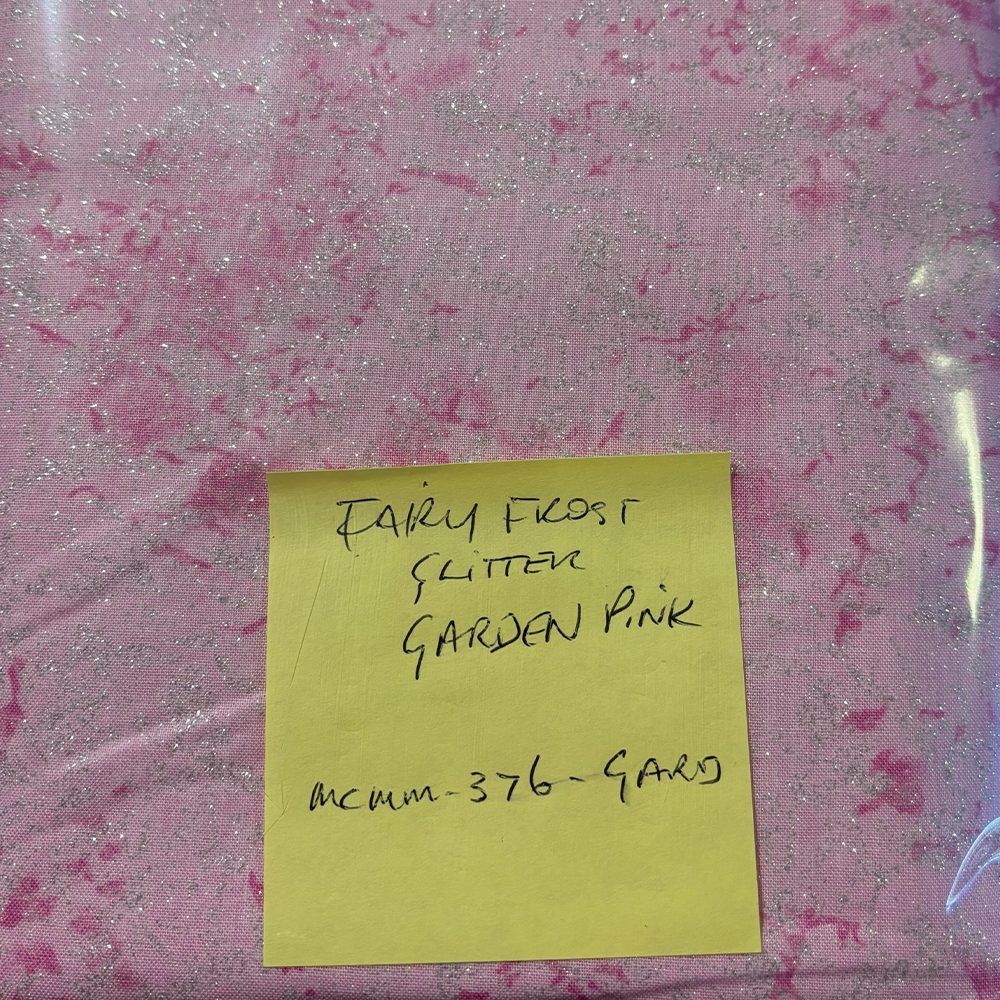 FAIRY FROST
GLITTER
GARDEN PINK
mcmm-376-GARD